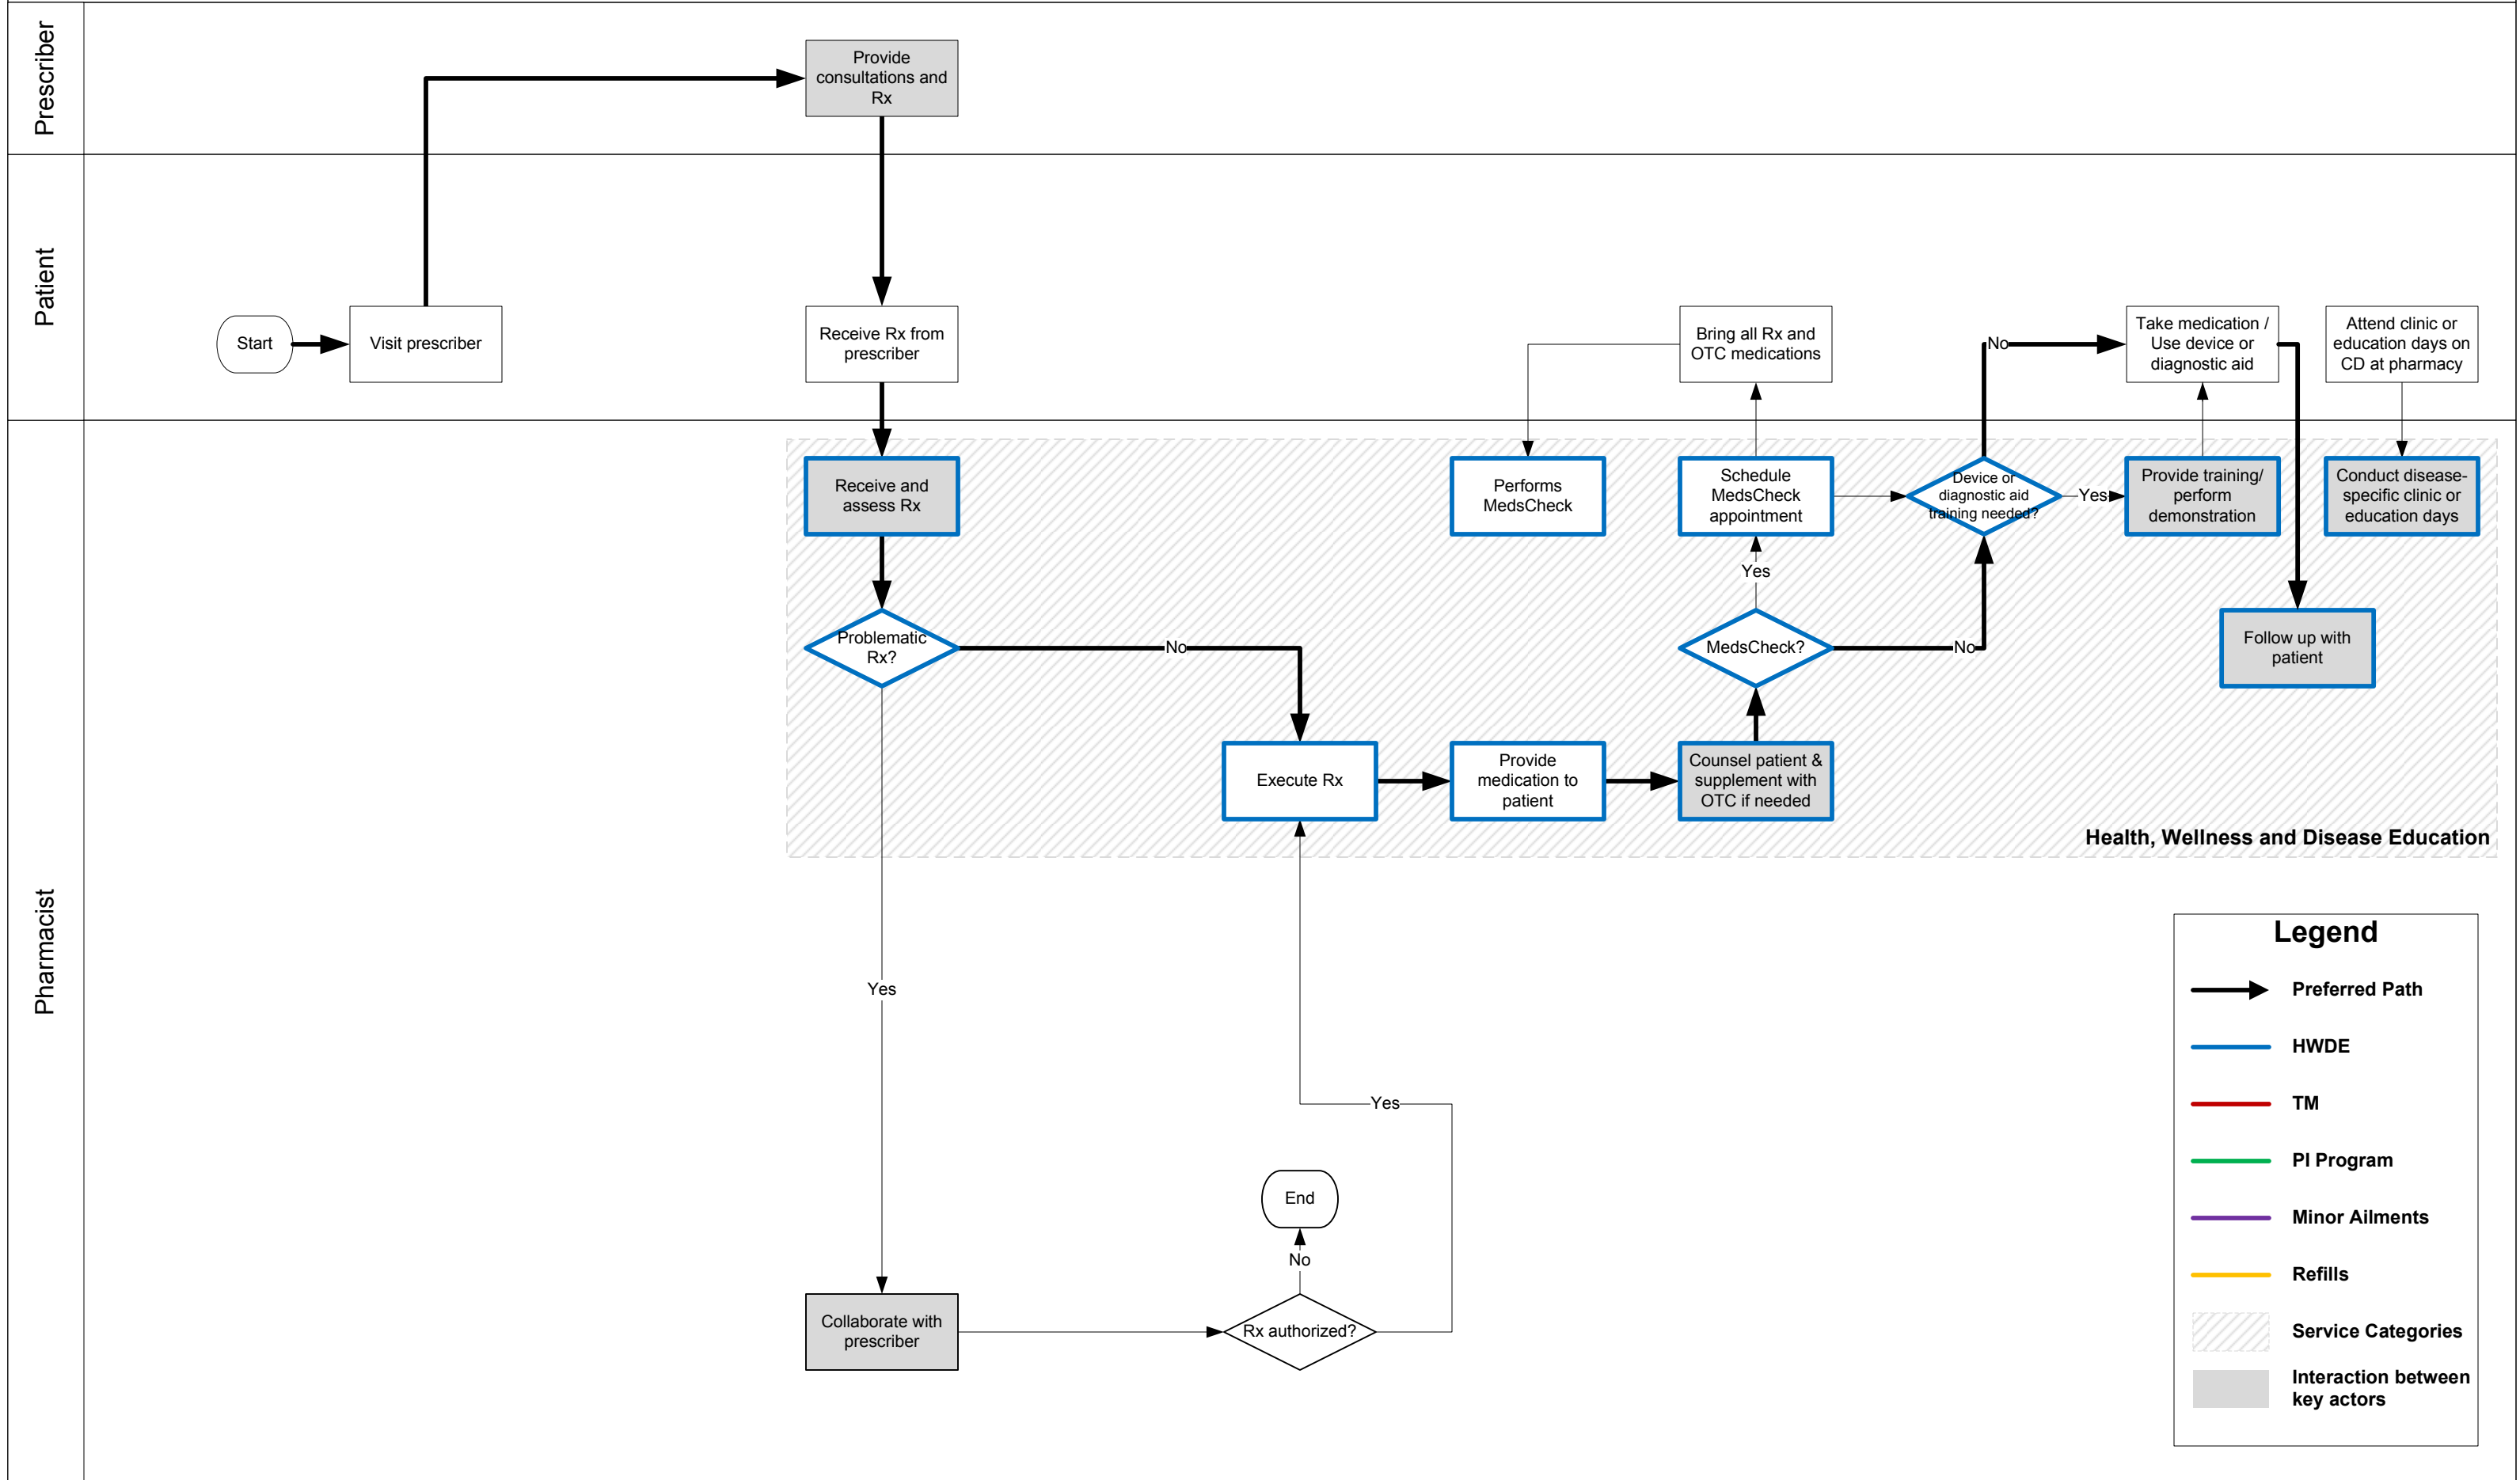 Prescriber
Provide
consultations and
Rx
Patient
Start
Visit prescriber
Receive Rx from
prescriber
Bring all Rx and
OTC medications
No
Take medication /
Use device or
diagnostic aid
Attend clinic or
education days on
CD at pharmacy
Pharmacist
Receive and
assess Rx
Performs
MedsCheck
Schedule
MedsCheck
appointment
Device or
diagnostic aid
training needed?
Yes
Provide training/
perform
demonstration
Conduct disease-
specific clinic or
education days
Yes
Problematic
Rx?
No
MedsCheck?
No
Follow up with
patient
Execute Rx
Provide
medication to
patient
Counsel patient &
supplement with
OTC if needed
Health, Wellness and Disease Education
Yes
Yes
End
No
Collaborate with
prescriber
Rx authorized?
Legend
Preferred Path
HWDE
TM
PI Program
Minor Ailments
Refills
Service Categories
Interaction between
key actors